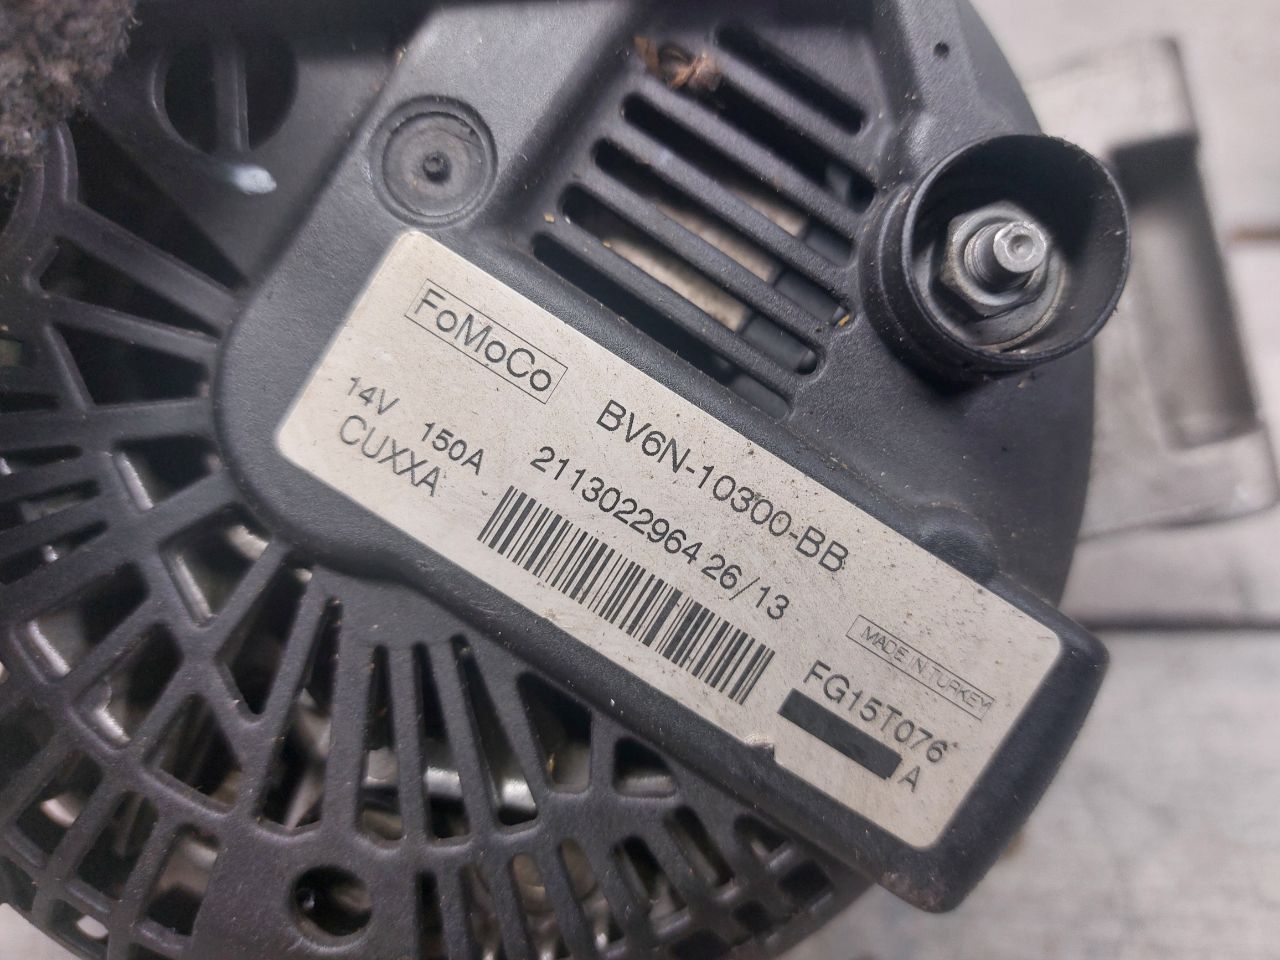 FoMoCo
BV6N-10300-BB
14V 150A 2113022964 26/13
CUXXA
MADE IN TURKEY
FG15T076
A